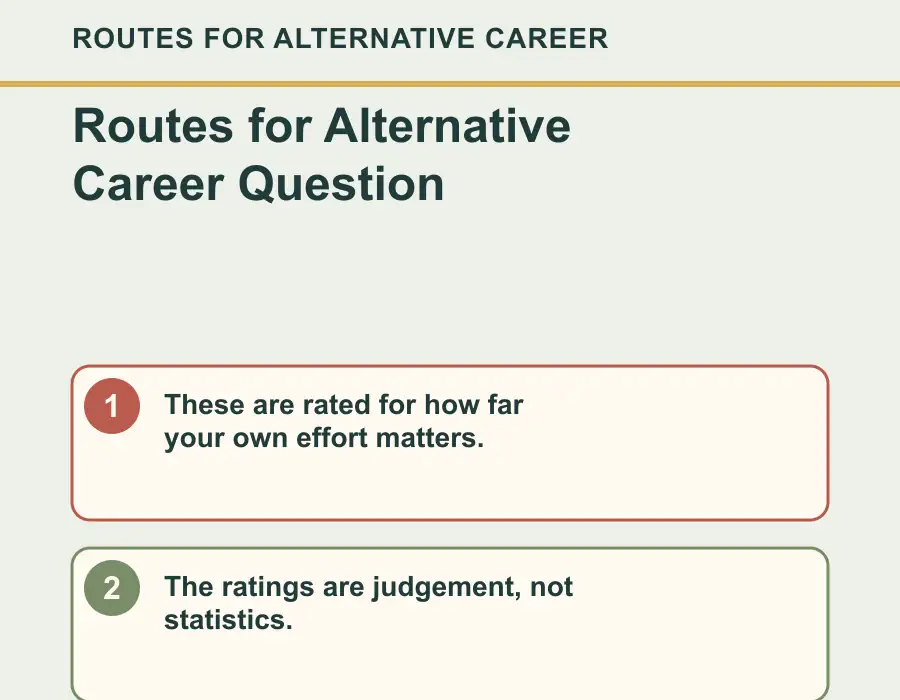 ROUTES FOR ALTERNATIVE CAREER
Routes for Alternative
Career Question
1
These are rated for how far
your own effort matters.
2
The ratings are judgement, not
statistics.